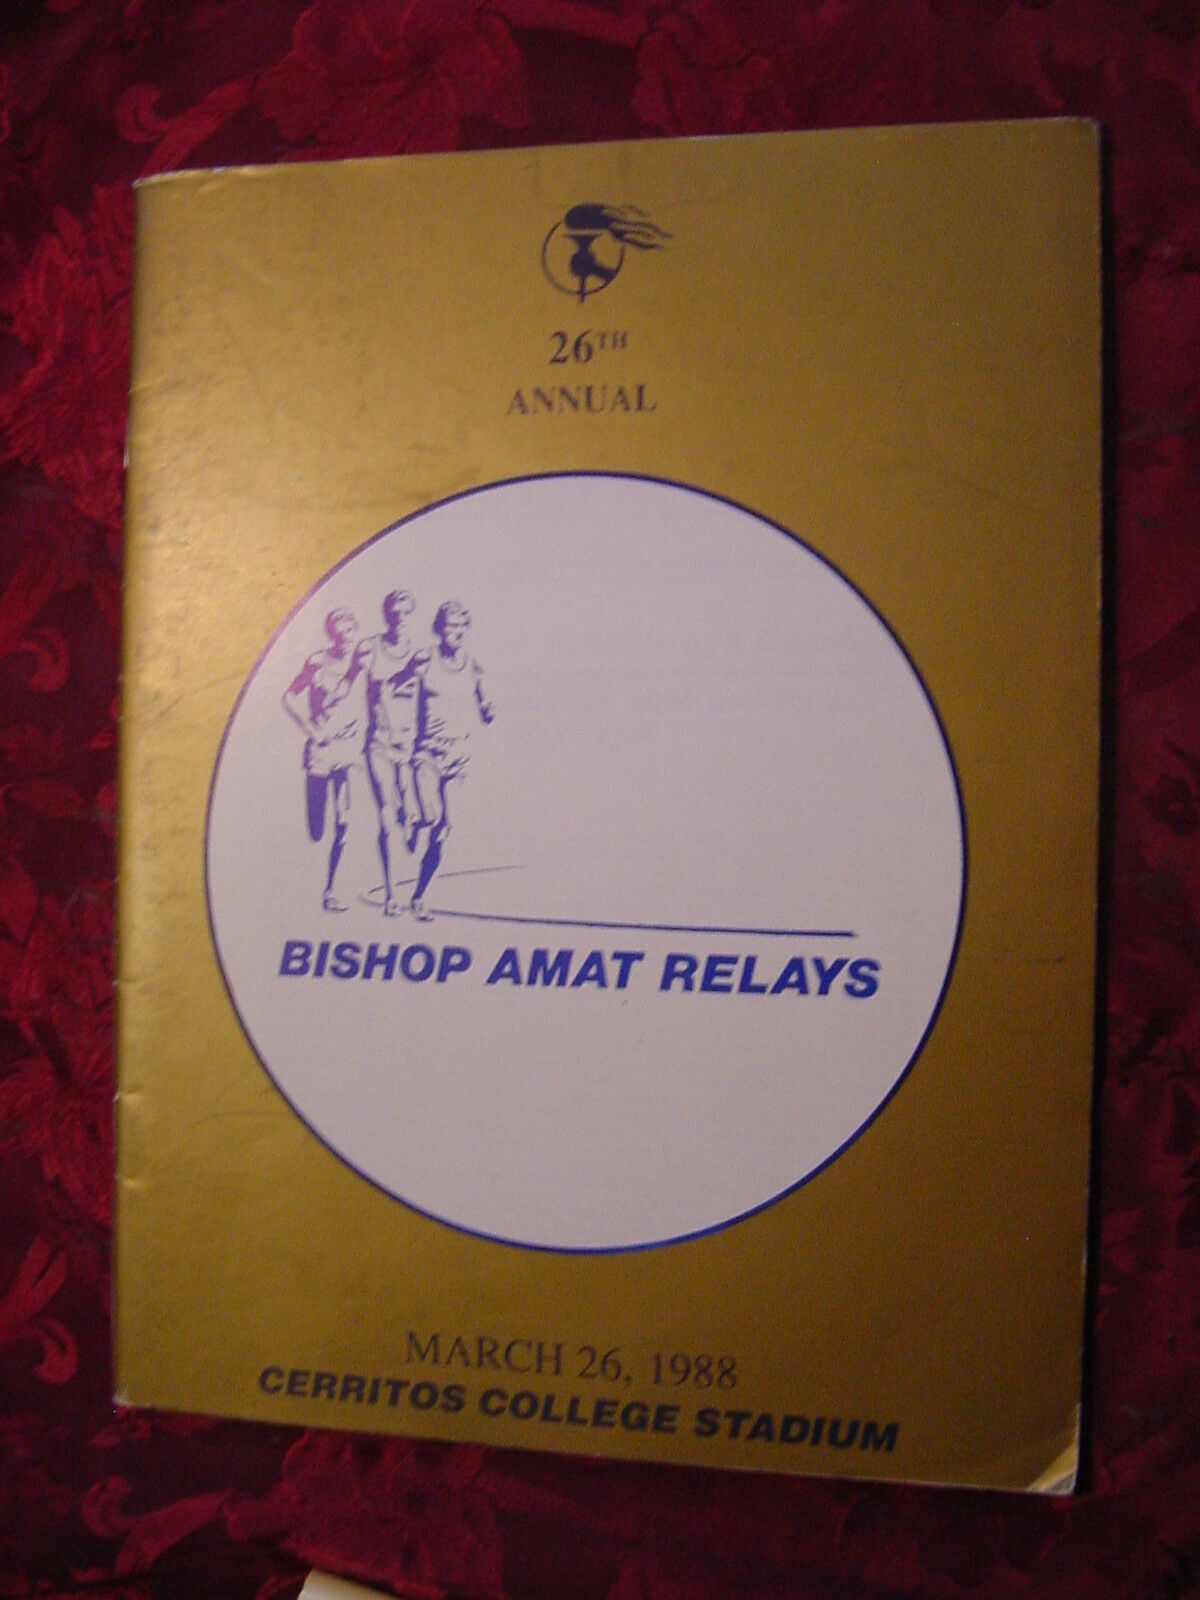 26TH
ANNUAL
BISHOP AMAT RELAYS
MARCH 26, 1988
CERRITOS COLLEGE STADIUM